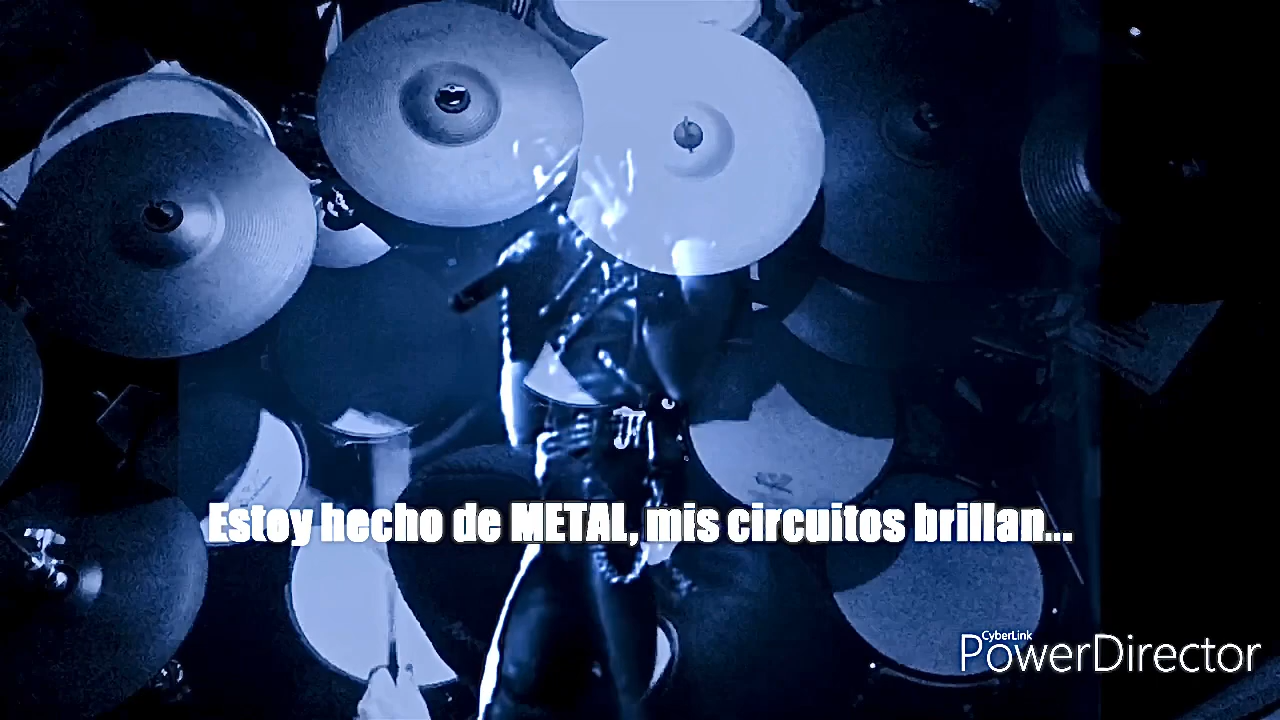 Estoy hecho de METAL, mis circuitos brillan...
CyberLink
PowerDirector